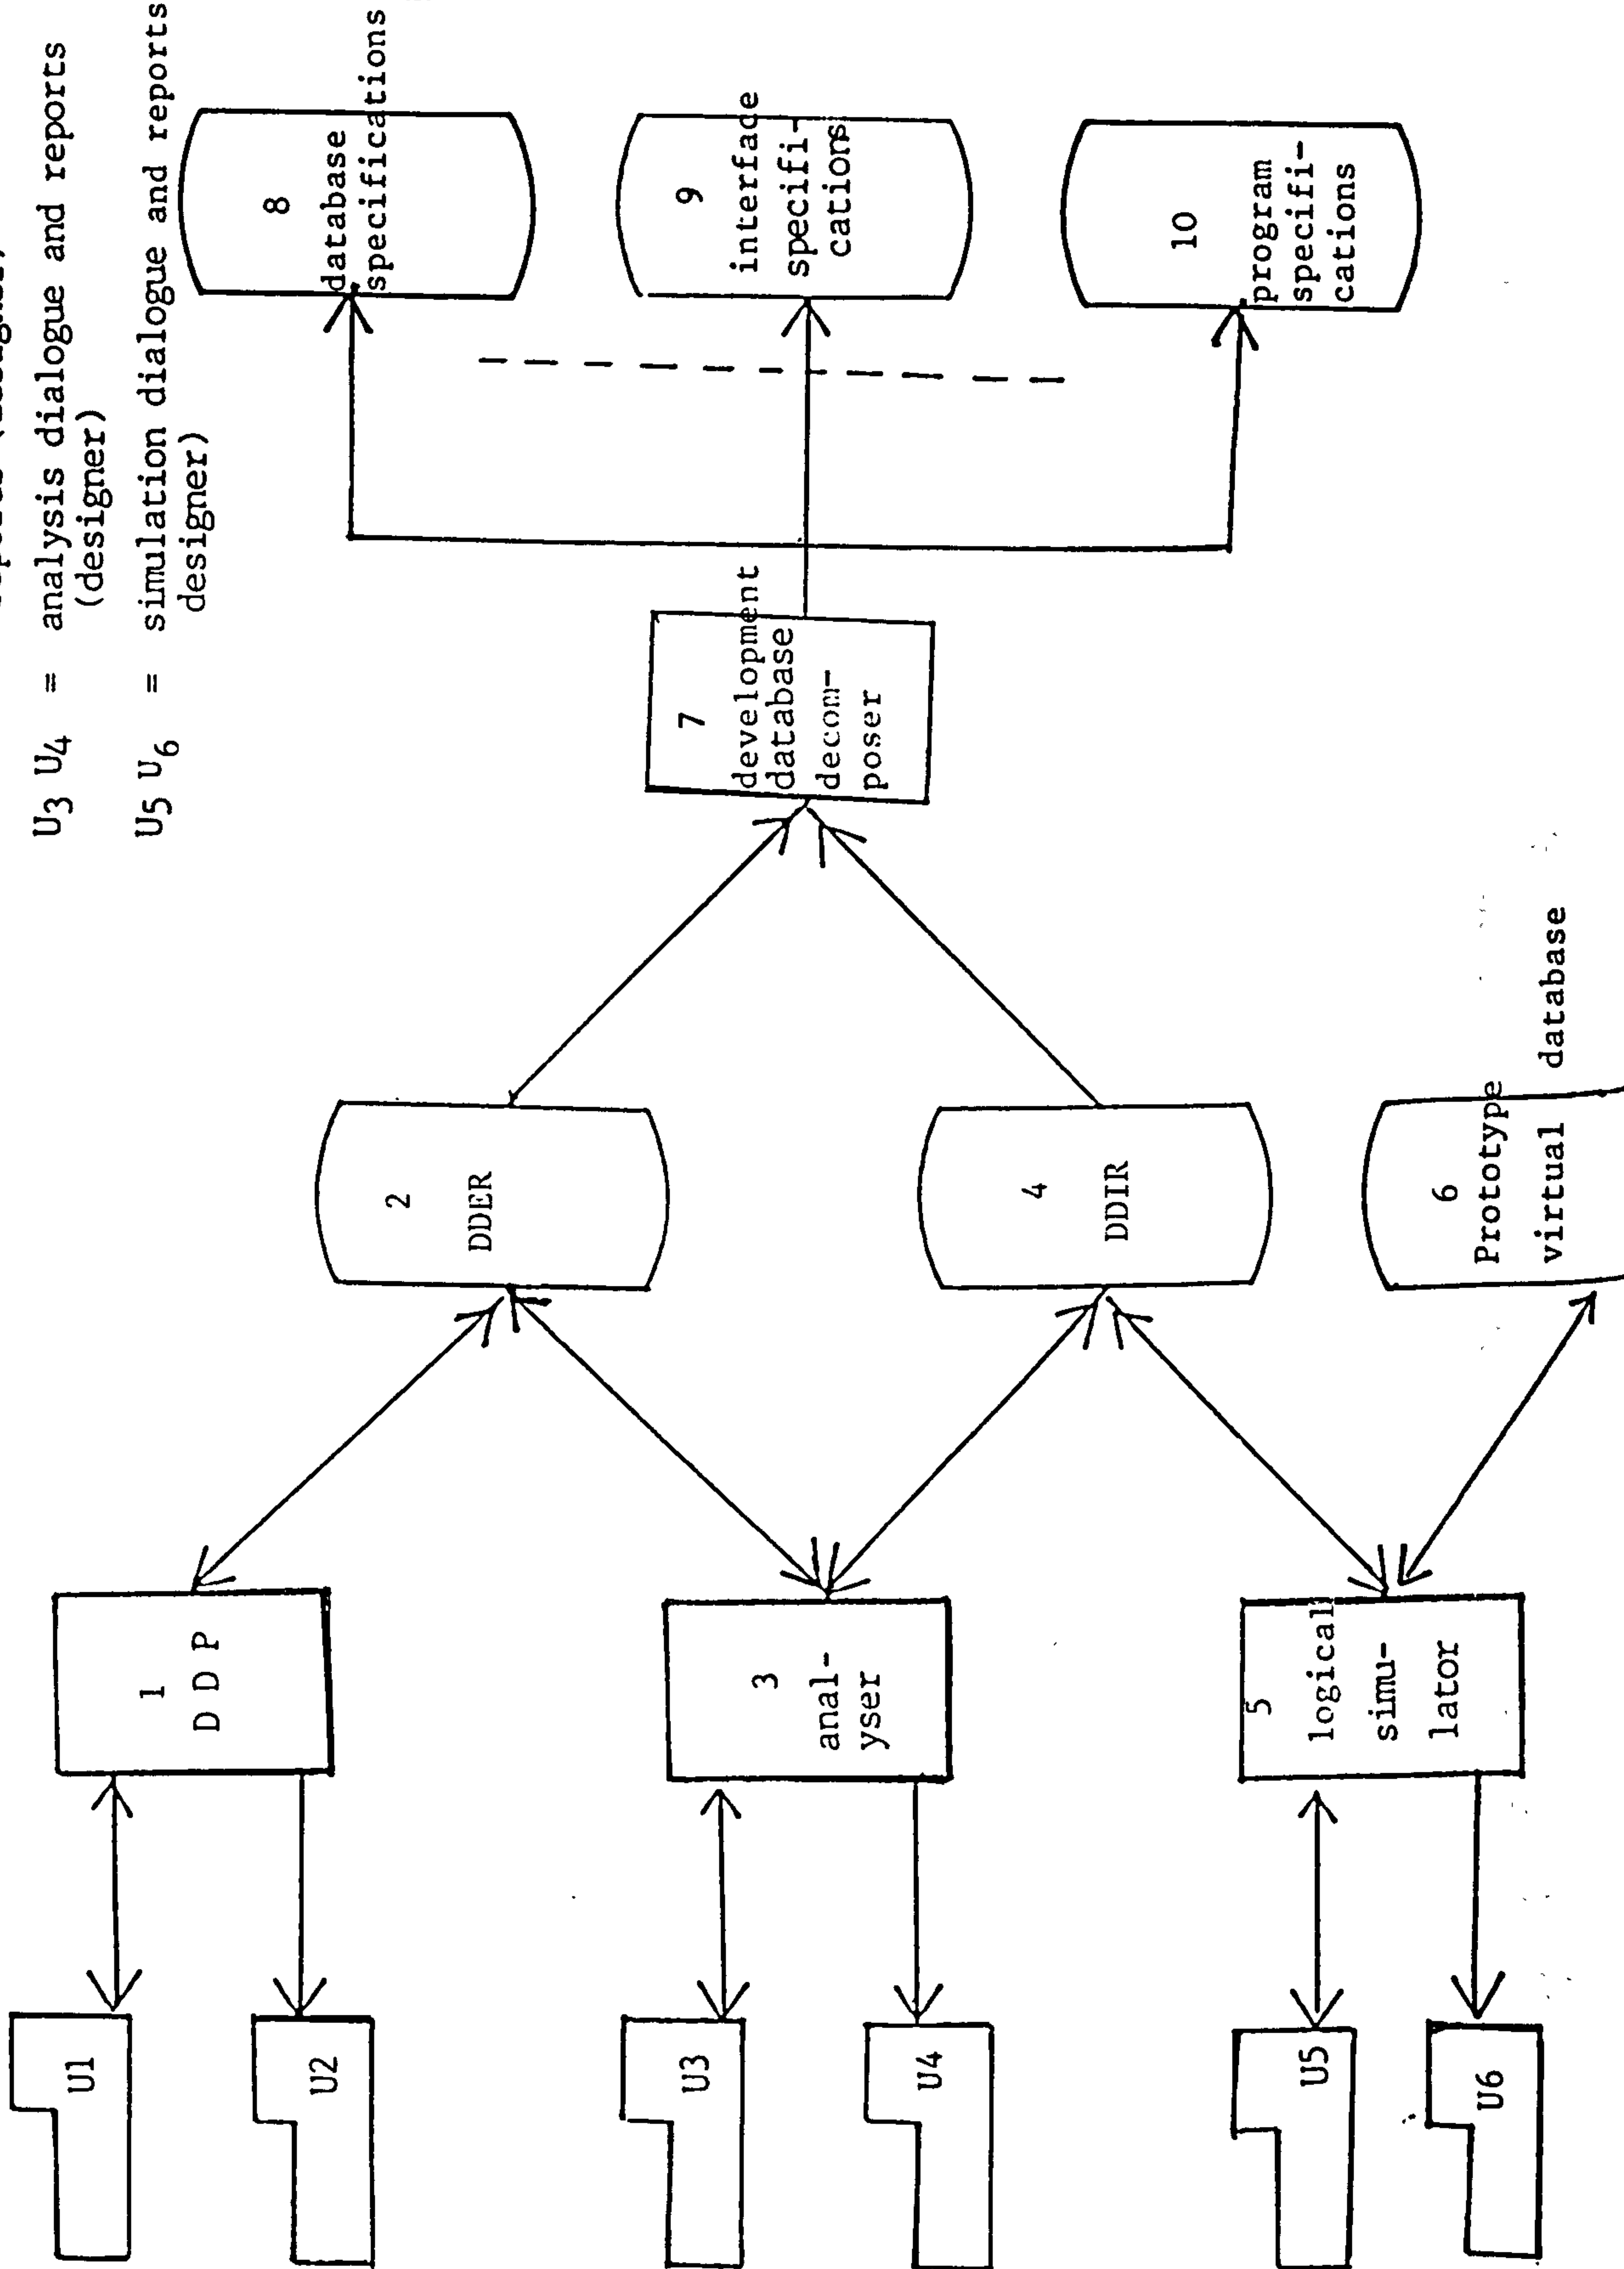 U3 U4 = analysis dialogue and reports
(designer)
U5 U6 = simulation dialogue and reports
designer)
U1
U2
U3
U4
U5
U6
1
D D P
3
anal-
yser
5
logical
simu-
lator
2
DDER
4
DDIR
6
Prototype
virtual database
7
development
database
decom-
poser
8
database
specifications
9
interface
specifi-
cations
10
program
specifi-
cations